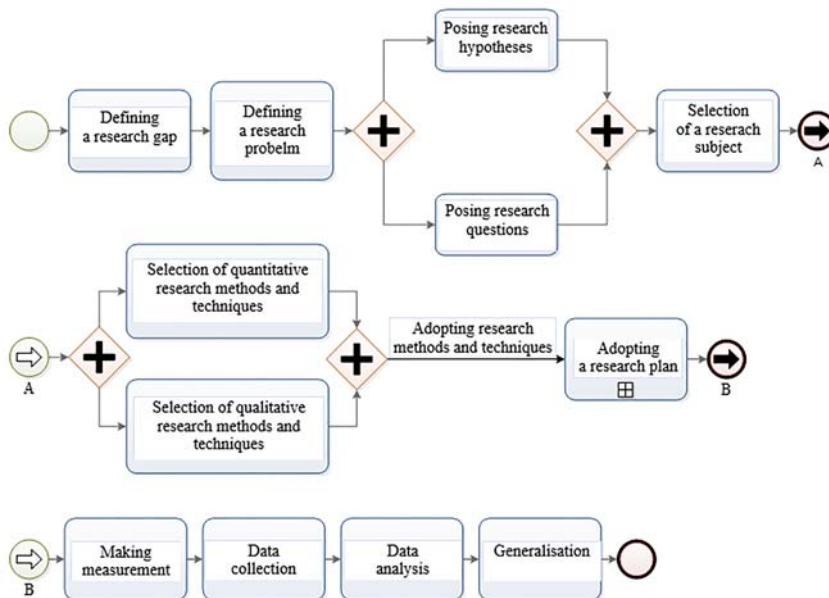 Defining
a research gap
Defining
a research
probelm
Posing research
hypotheses
Posing research
questions
Selection
of a reserach
subject
A
A
Selection of quantitative
research methods and
techniques
Selection of qualitative
research methods and
techniques
Adopting research
methods and techniques
Adopting
a research plan
B
B
Making
measurement
Data
collection
Data
analysis
Generalisation